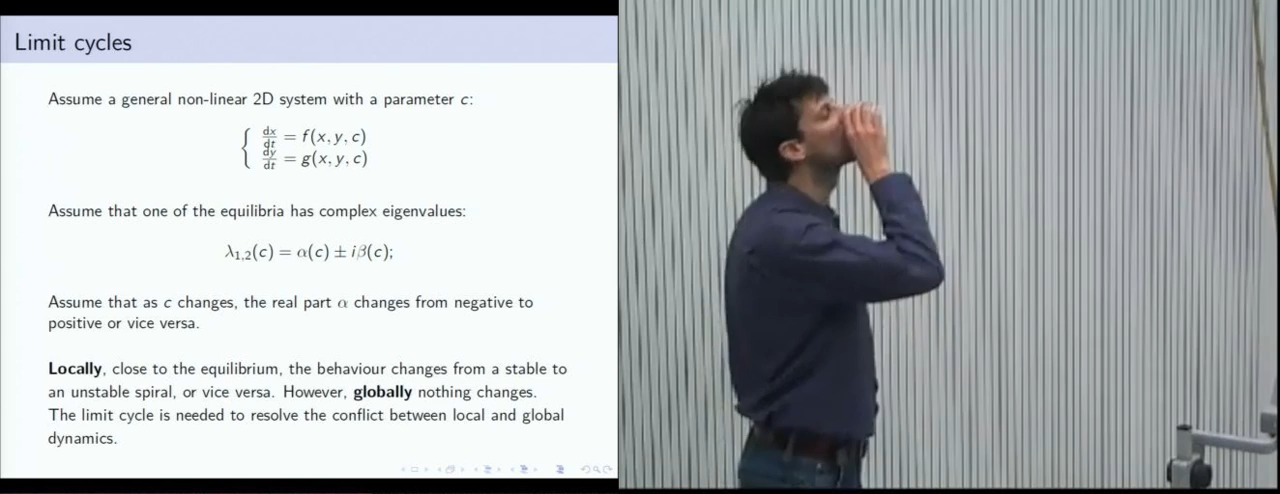 Limit cycles
Assume a general non-linear 2D system with a parameter c:
{ dx/dt = f(x, y, c)
dy/dt = g(x, y, c)
Assume that one of the equilibria has complex eigenvalues:
λ1,2(c) = α(c) ± iβ(c);
Assume that as c changes, the real part α changes from negative to
positive or vice versa.
Locally, close to the equilibrium, the behaviour changes from a stable to
an unstable spiral, or vice versa. However, globally nothing changes.
The limit cycle is needed to resolve the conflict between local and global
dynamics.